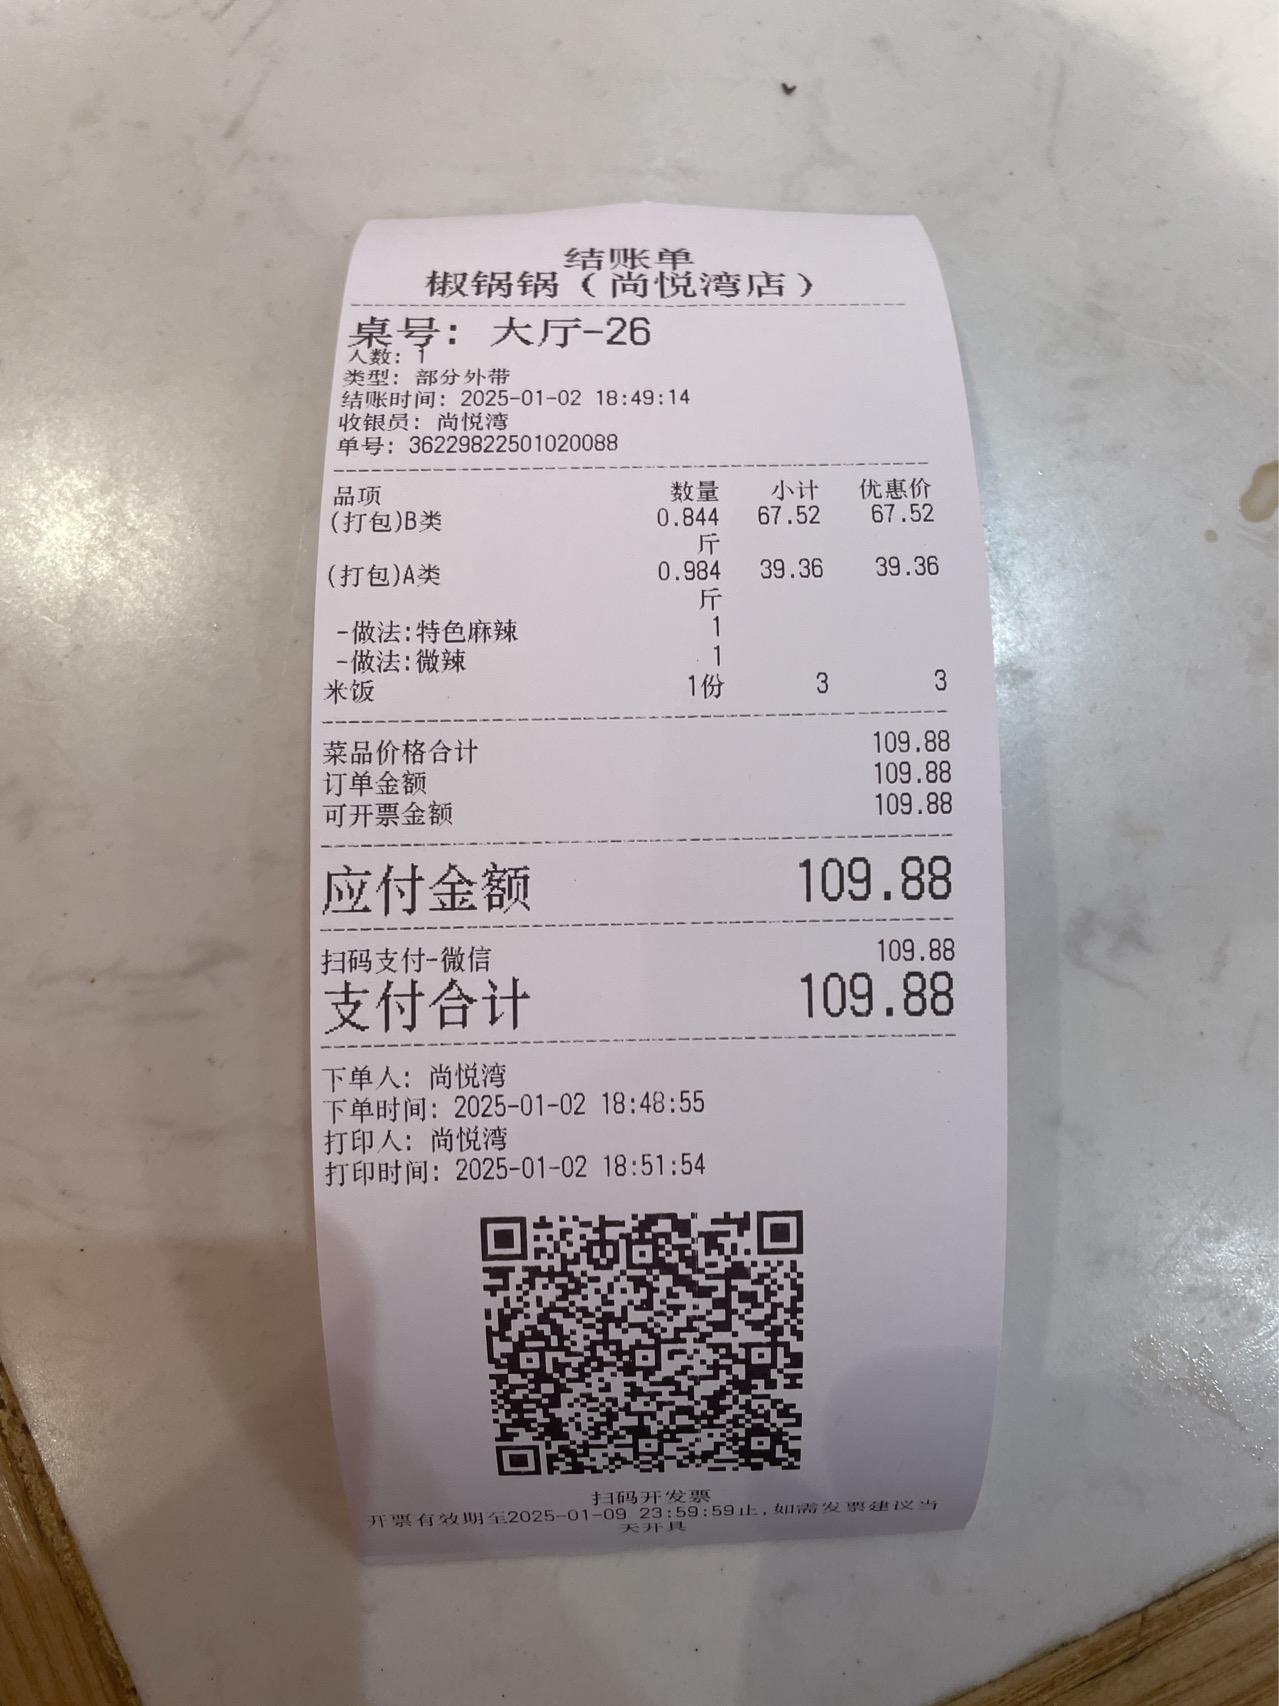 结账单
椒锅锅(尚悦湾店)
桌号: 大厅-26
人数: 1
类型: 部分外带
结账时间: 2025-01-02 18:49:14
收银员: 尚悦湾
单号: 36229822501020088
品项 数量 小计 优惠价
(打包)B类 0.844 67.52 67.52
斤
(打包)A类 0.984 39.36 39.36
斤
-做法:特色麻辣 1
-做法:微辣 1
米饭 1份 3 3
菜品价格合计 109.88
订单金额 109.88
可开票金额 109.88
应付金额 109.88
扫码支付-微信 109.88
支付合计 109.88
下单人: 尚悦湾
下单时间: 2025-01-02 18:48:55
打印人: 尚悦湾
打印时间: 2025-01-02 18:51:54
扫码开发票
开票有效期至2025-01-09 23:59:59止,如需发票建议当
天开具